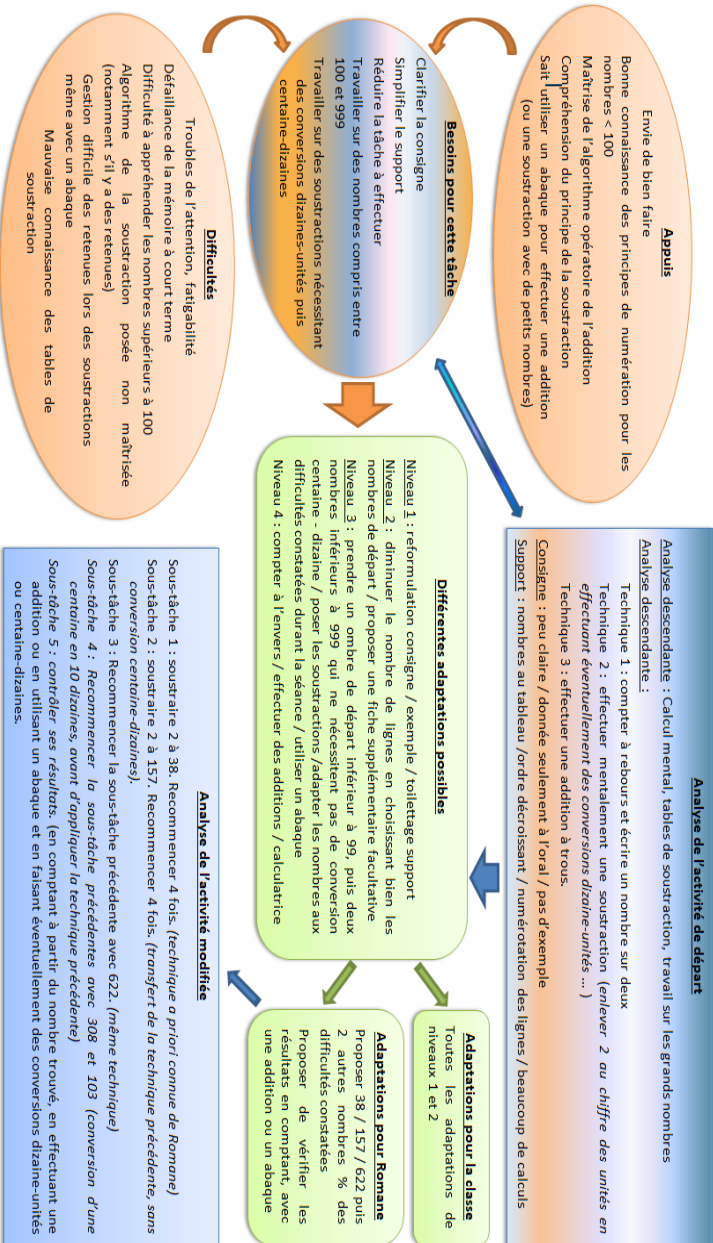 Appuis
Envie de bien faire
Bonne connaissance des principes de numération pour les
nombres < 100
Maîtrise de l'algorithme opératoire de l'addition
Compréhension du principe de la soustraction
Sait utiliser un abaque pour effectuer une addition
(ou une soustraction avec de petits nombres)
Besoins pour cette tâche
Clarifier la consigne
Simplifier le support
Réduire la tâche à effectuer
Travailler sur des nombres compris entre
100 et 999
Travailler sur des soustractions nécessitant
des conversions dizaines-unités puis
centaine-dizaines
Difficultés
Troubles de l'attention, fatigabilité
Défaillance de la mémoire à court terme
Difficulté à appréhender les nombres supérieurs à 100
Algorithme de la soustraction posée non maîtrisée
(notamment s'il y a des retenues)
Gestion difficile des retenues lors des soustractions
même avec un abaque
Mauvaise connaissance des tables de
soustraction
Analyse de l'activité de départ
Analyse descendante : Calcul mental, tables de soustraction, travail sur les grands nombres
Analyse descendante :
Technique 1 : compter à rebours et écrire un nombre sur deux
Technique 2 : effectuer mentalement une soustraction (enlever 2 au chiffre des unités en
effectuant éventuellement des conversions dizaine-unités ... )
Technique 3 : effectuer une addition à trous.
Consigne : peu claire / donnée seulement à l'oral / pas d'exemple
Support : nombres au tableau /ordre décroissant / numérotation des lignes / beaucoup de calculs
Différentes adaptations possibles
Niveau 1 : reformulation consigne / exemple / toilettage support
Niveau 2 : diminuer le nombre de lignes en choisissant bien les
nombres de départ / proposer une fiche supplémentaire facultative
Niveau 3 : prendre un ombre de départ inférieur à 99, puis deux
nombres inférieurs à 999 qui ne nécessitent pas de conversion
centaine - dizaine / poser les soustractions /adapter les nombres aux
difficultés constatées durant la séance / utiliser un abaque
Niveau 4 : compter à l'envers / effectuer des additions / calculatrice
Adaptations pour la classe
Toutes les adaptations de
niveaux 1 et 2
Adaptations pour Romane
Proposer 38 / 157 / 622 puis
2 autres nombres % des
difficultés constatées
Proposer de vérifier les
résultats en comptant, avec
une addition ou un abaque
Analyse de l'activité modifiée
Sous-tâche 1 : soustraire 2 à 38. Recommencer 4 fois. (technique a priori connue de Romane)
Sous-tâche 2 : soustraire 2 à 157. Recommencer 4 fois. (transfert de la technique précédente, sans
conversion centaine-dizaines).
Sous-tâche 3 : Recommencer la sous-tâche précédente avec 622. (même technique)
Sous-tâche 4 : Recommencer la sous-tâche précédentes avec 308 et 103 (conversion d'une
centaine en 10 dizaines, avant d'appliquer la technique précédente)
Sous-tâche 5 : contrôler ses résultats. (en comptant à partir du nombre trouvé, en effectuant une
addition ou en utilisant un abaque et en faisant éventuellement des conversions dizaine-unités
ou centaine-dizaines.